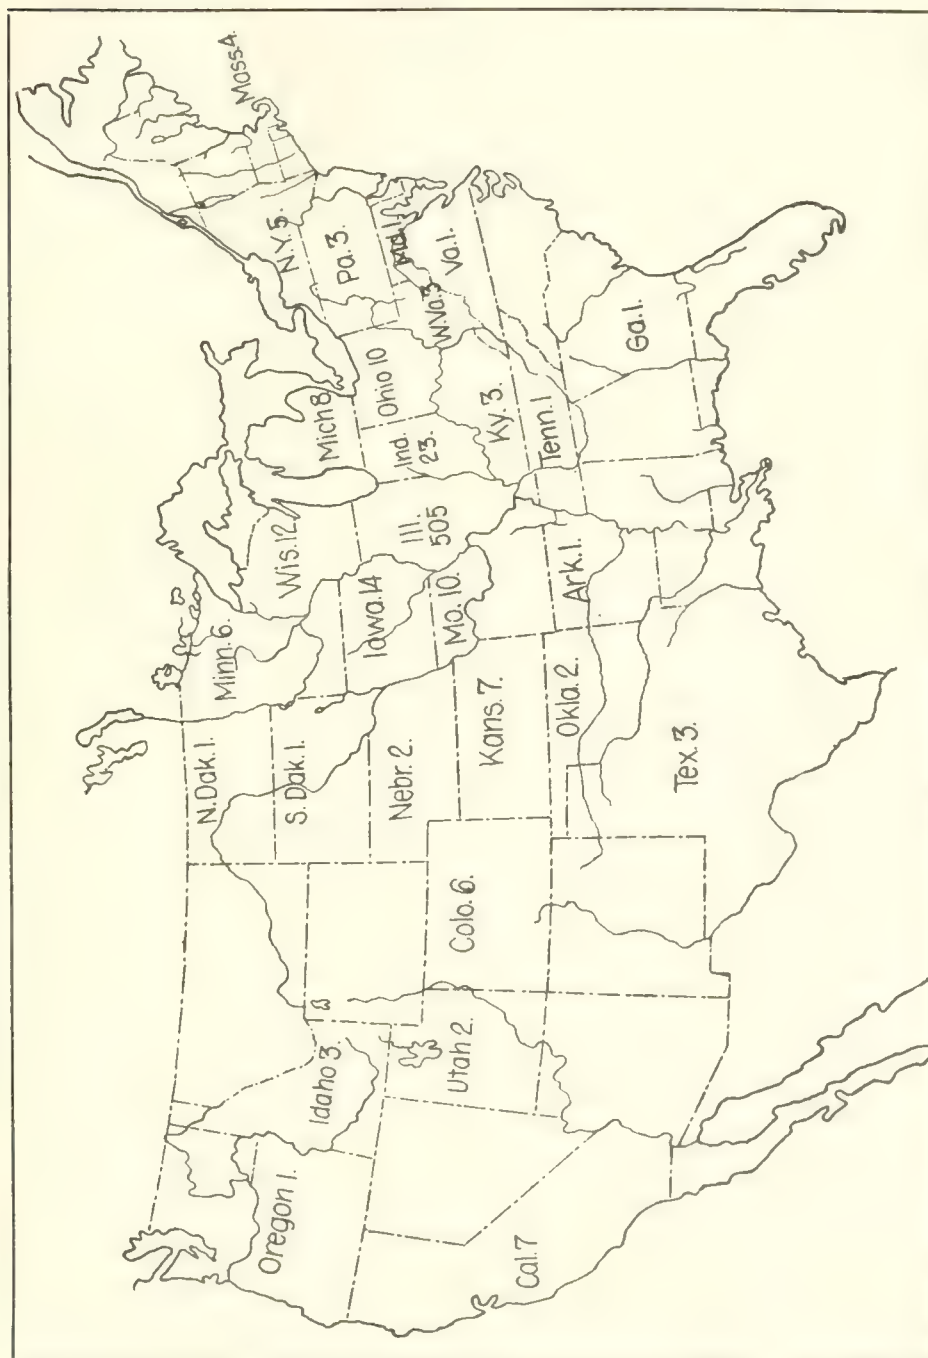 Mass.4.
N.Y. 5.
Pa. 3.
Md. 1.
Va. 1.
W.Va. 3
Ohio 10
Mich 8.
Ind.
23.
Ky. 3.
Tenn. 1
Ga. 1.
Ill.
505
Wis. 12.
Minn. 6.
Iowa. 14
Mo. 10.
Ark. 1.
N. Dak. 1.
S. Dak. 1.
Nebr. 2.
Kans. 7.
Okla. 2.
Tex. 3.
Colo. 6.
Utah 2.
Idaho 3.
Oregon 1.
Cal. 7